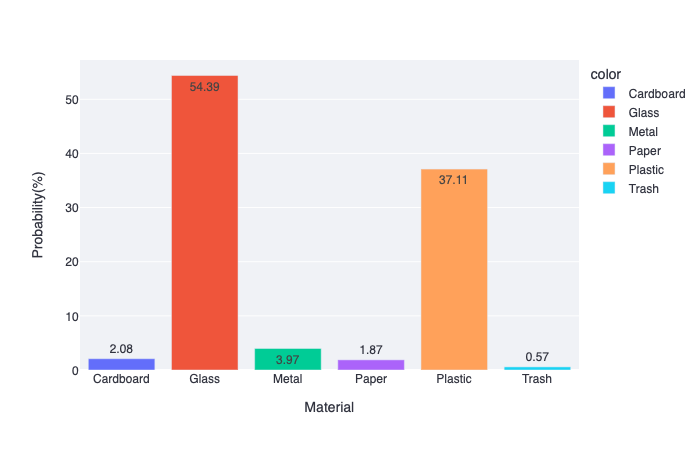 color
Cardboard
Glass
Metal
Paper
Plastic
Trash
Probability(%)
50
40
30
20
10
0
2.08
54.39
3.97
1.87
37.11
0.57
Cardboard Glass Metal Paper Plastic Trash
Material